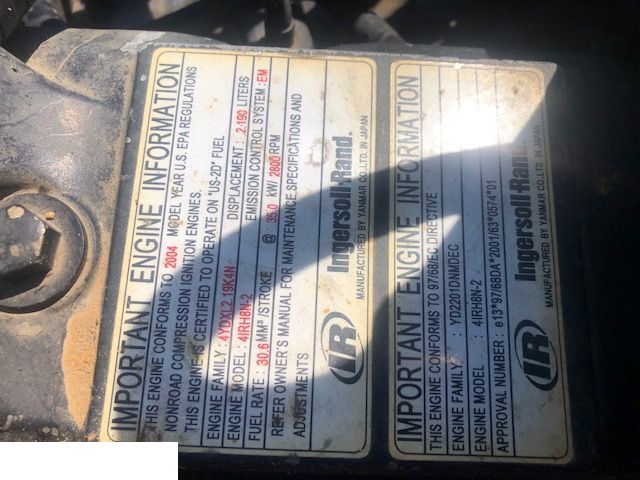 IMPORTANT ENGINE INFORMATION
THIS ENGINE CONFORMS TO 2004 MODEL YEAR U.S. EPA REGULATIONS
NONROAD COMPRESSION IGNITION ENGINES.
THIS ENGINE IS CERTIFIED TO OPERATE ON "US-2D" FUEL
ENGINE FAMILY : 4YDXL2.19K4N DISPLACEMENT : 2.190 LITERS
ENGINE MODEL : 4IRH8N-2 EMISSION CONTROL SYSTEM : EM
FUEL RATE : 30.6 MM³/STROKE @ 35.0 kW 2800 RPM
REFER OWNER'S MANUAL FOR MAINTENANCE SPECIFICATIONS AND
ADJUSTMENTS
IR Ingersoll-Rand.
MANUFACTURED BY YANMAR CO.,LTD. IN JAPAN
IMPORTANT ENGINE INFORMATION
THIS ENGINE CONFORMS TO 97/68/EC DIRECTIVE
ENGINE FAMILY : YD2201DNMDEC
ENGINE MODEL : 4IRH8N-2
APPROVAL NUMBER : e13*97/68DA*2001/63*0574*01
IR Ingersoll-Rand.
MANUFACTURED BY YANMAR CO.,LTD. IN JAPAN